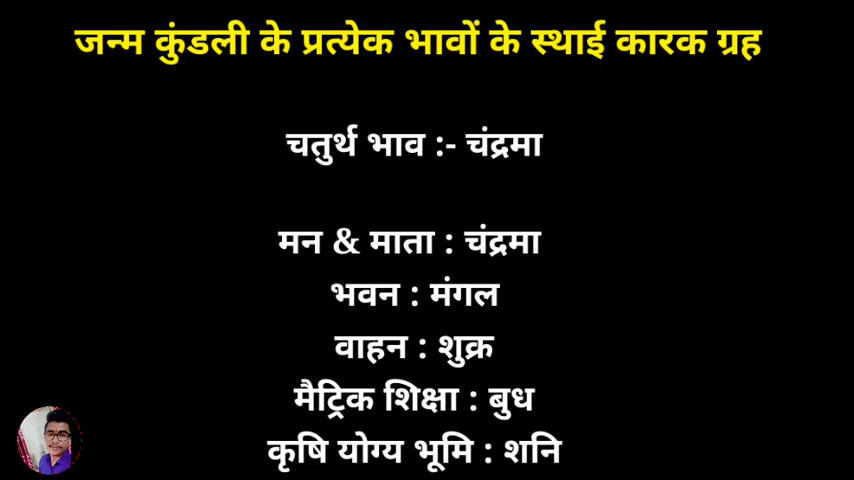 जन्म कुंडली के प्रत्येक भावों के स्थाई कारक ग्रह
चतुर्थ भाव :- चंद्रमा
मन & माता : चंद्रमा
भवन : मंगल
वाहन : शुक्र
मैट्रिक शिक्षा : बुध
कृषि योग्य भूमि : शनि